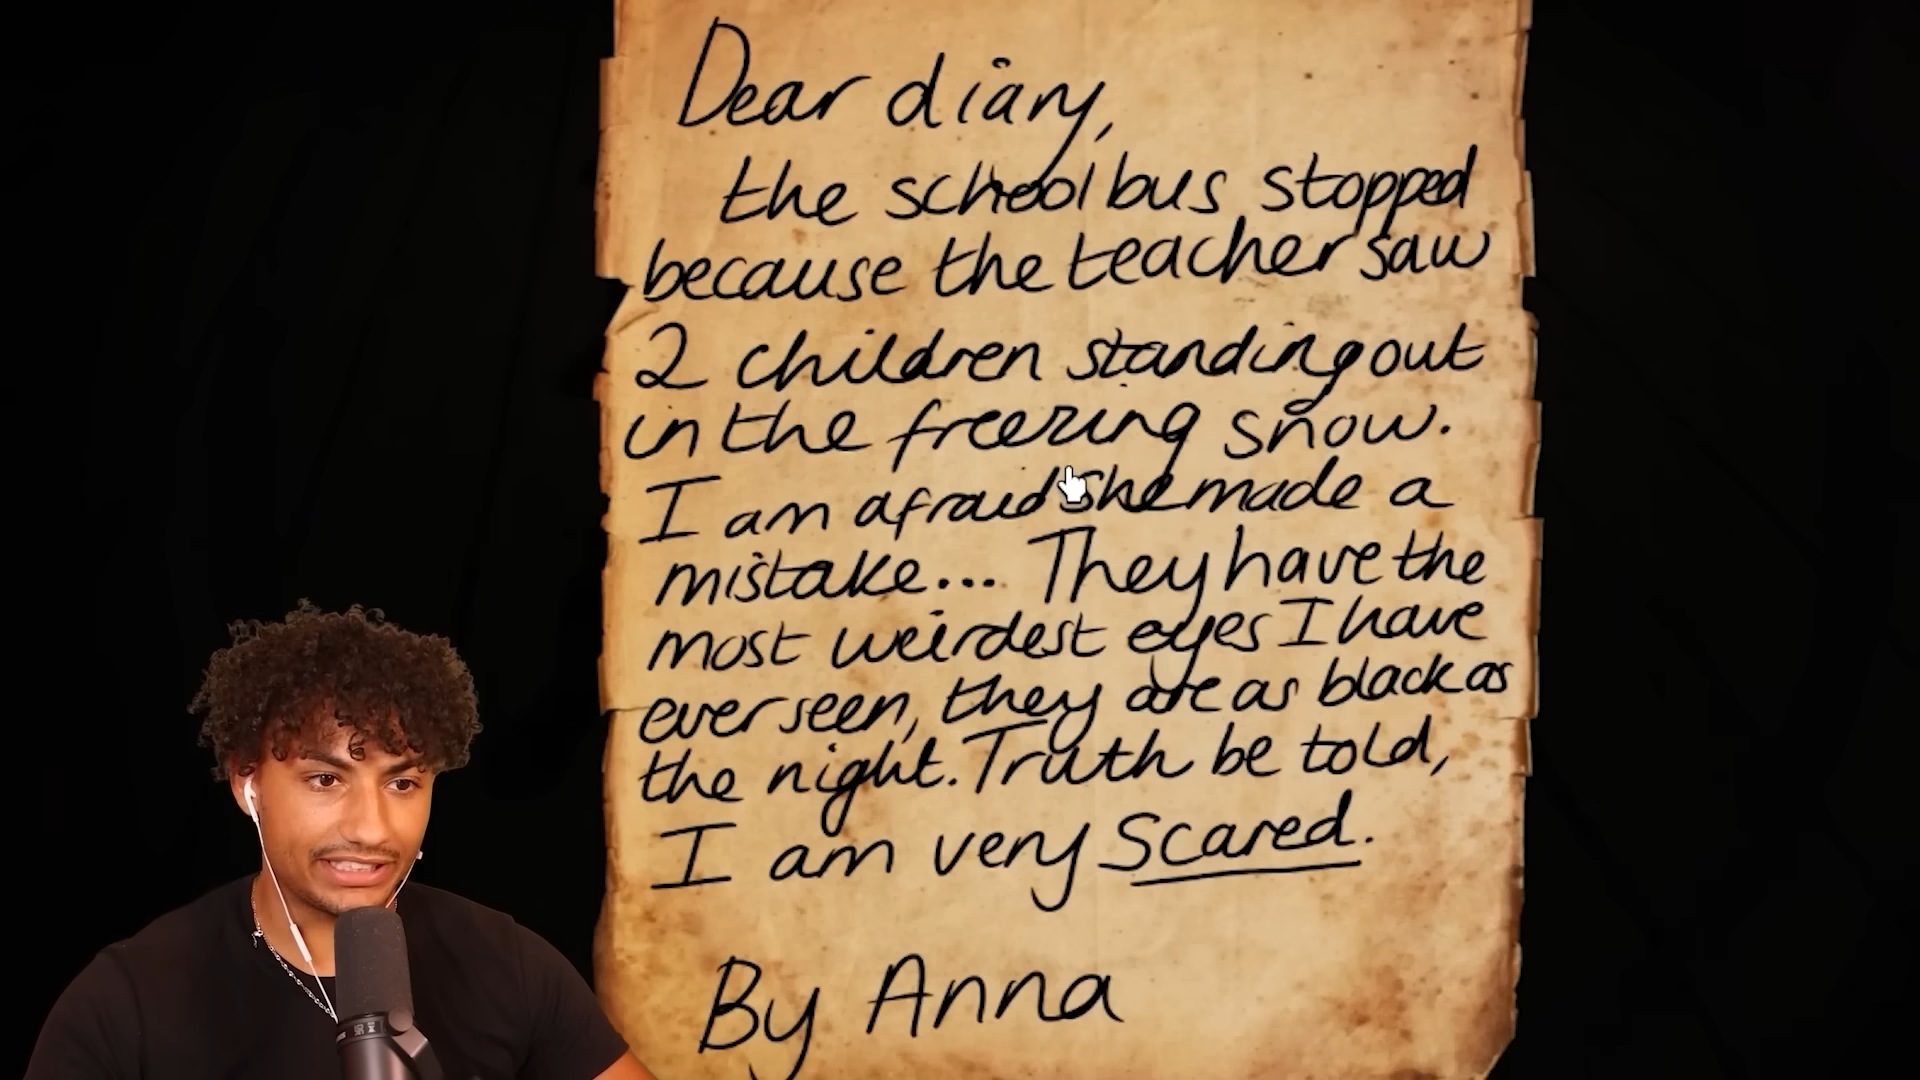 Dear diary,
the school bus stopped
because the teacher saw
2 children standing out
in the freezing snow.
I am afraid she made a
mistake... They have the
most weirdest eyes I have
ever seen, they are as black as
the night. Truth be told,
I am very scared.
By Anna